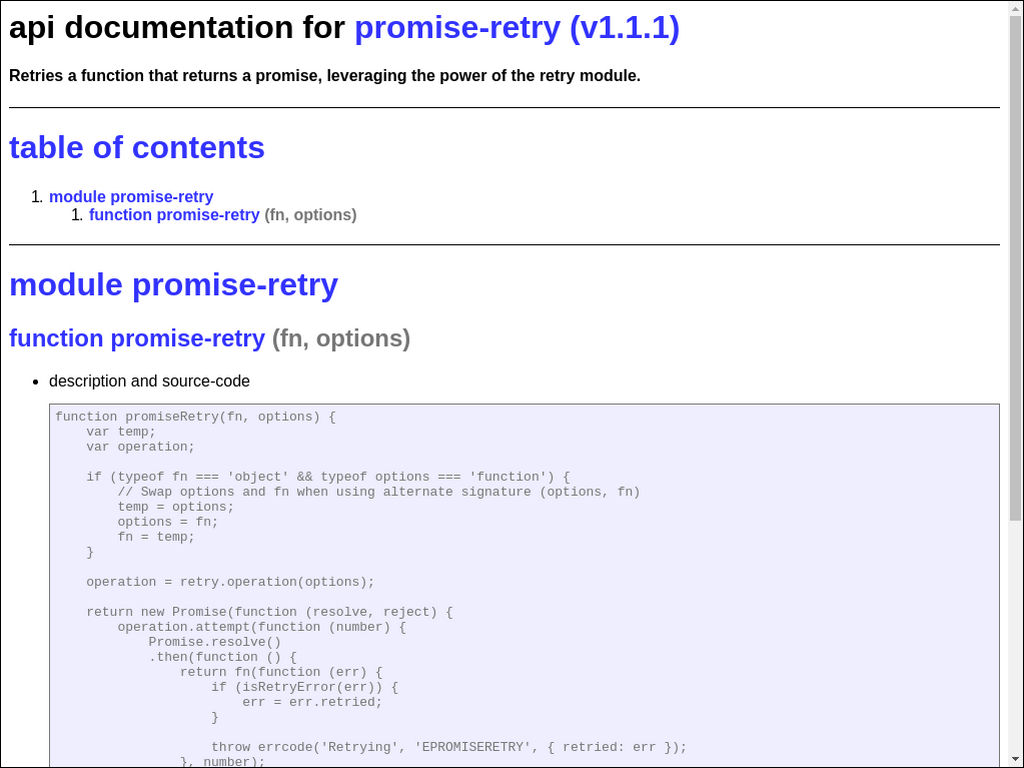 api documentation for promise-retry (v1.1.1)
Retries a function that returns a promise, leveraging the power of the retry module.
table of contents
1. module promise-retry
1. function promise-retry (fn, options)
module promise-retry
function promise-retry (fn, options)
• description and source-code
function promiseRetry(fn, options) {
    var temp;
    var operation;

    if (typeof fn === 'object' && typeof options === 'function') {
        // Swap options and fn when using alternate signature (options, fn)
        temp = options;
        options = fn;
        fn = temp;
    }

    operation = retry.operation(options);

    return new Promise(function (resolve, reject) {
        operation.attempt(function (number) {
            Promise.resolve()
            .then(function () {
                return fn(function (err) {
                    if (isRetryError(err)) {
                        err = err.retried;
                    }

                    throw errcode('Retrying', 'EPROMISERETRY', { retried: err });
                }, number);